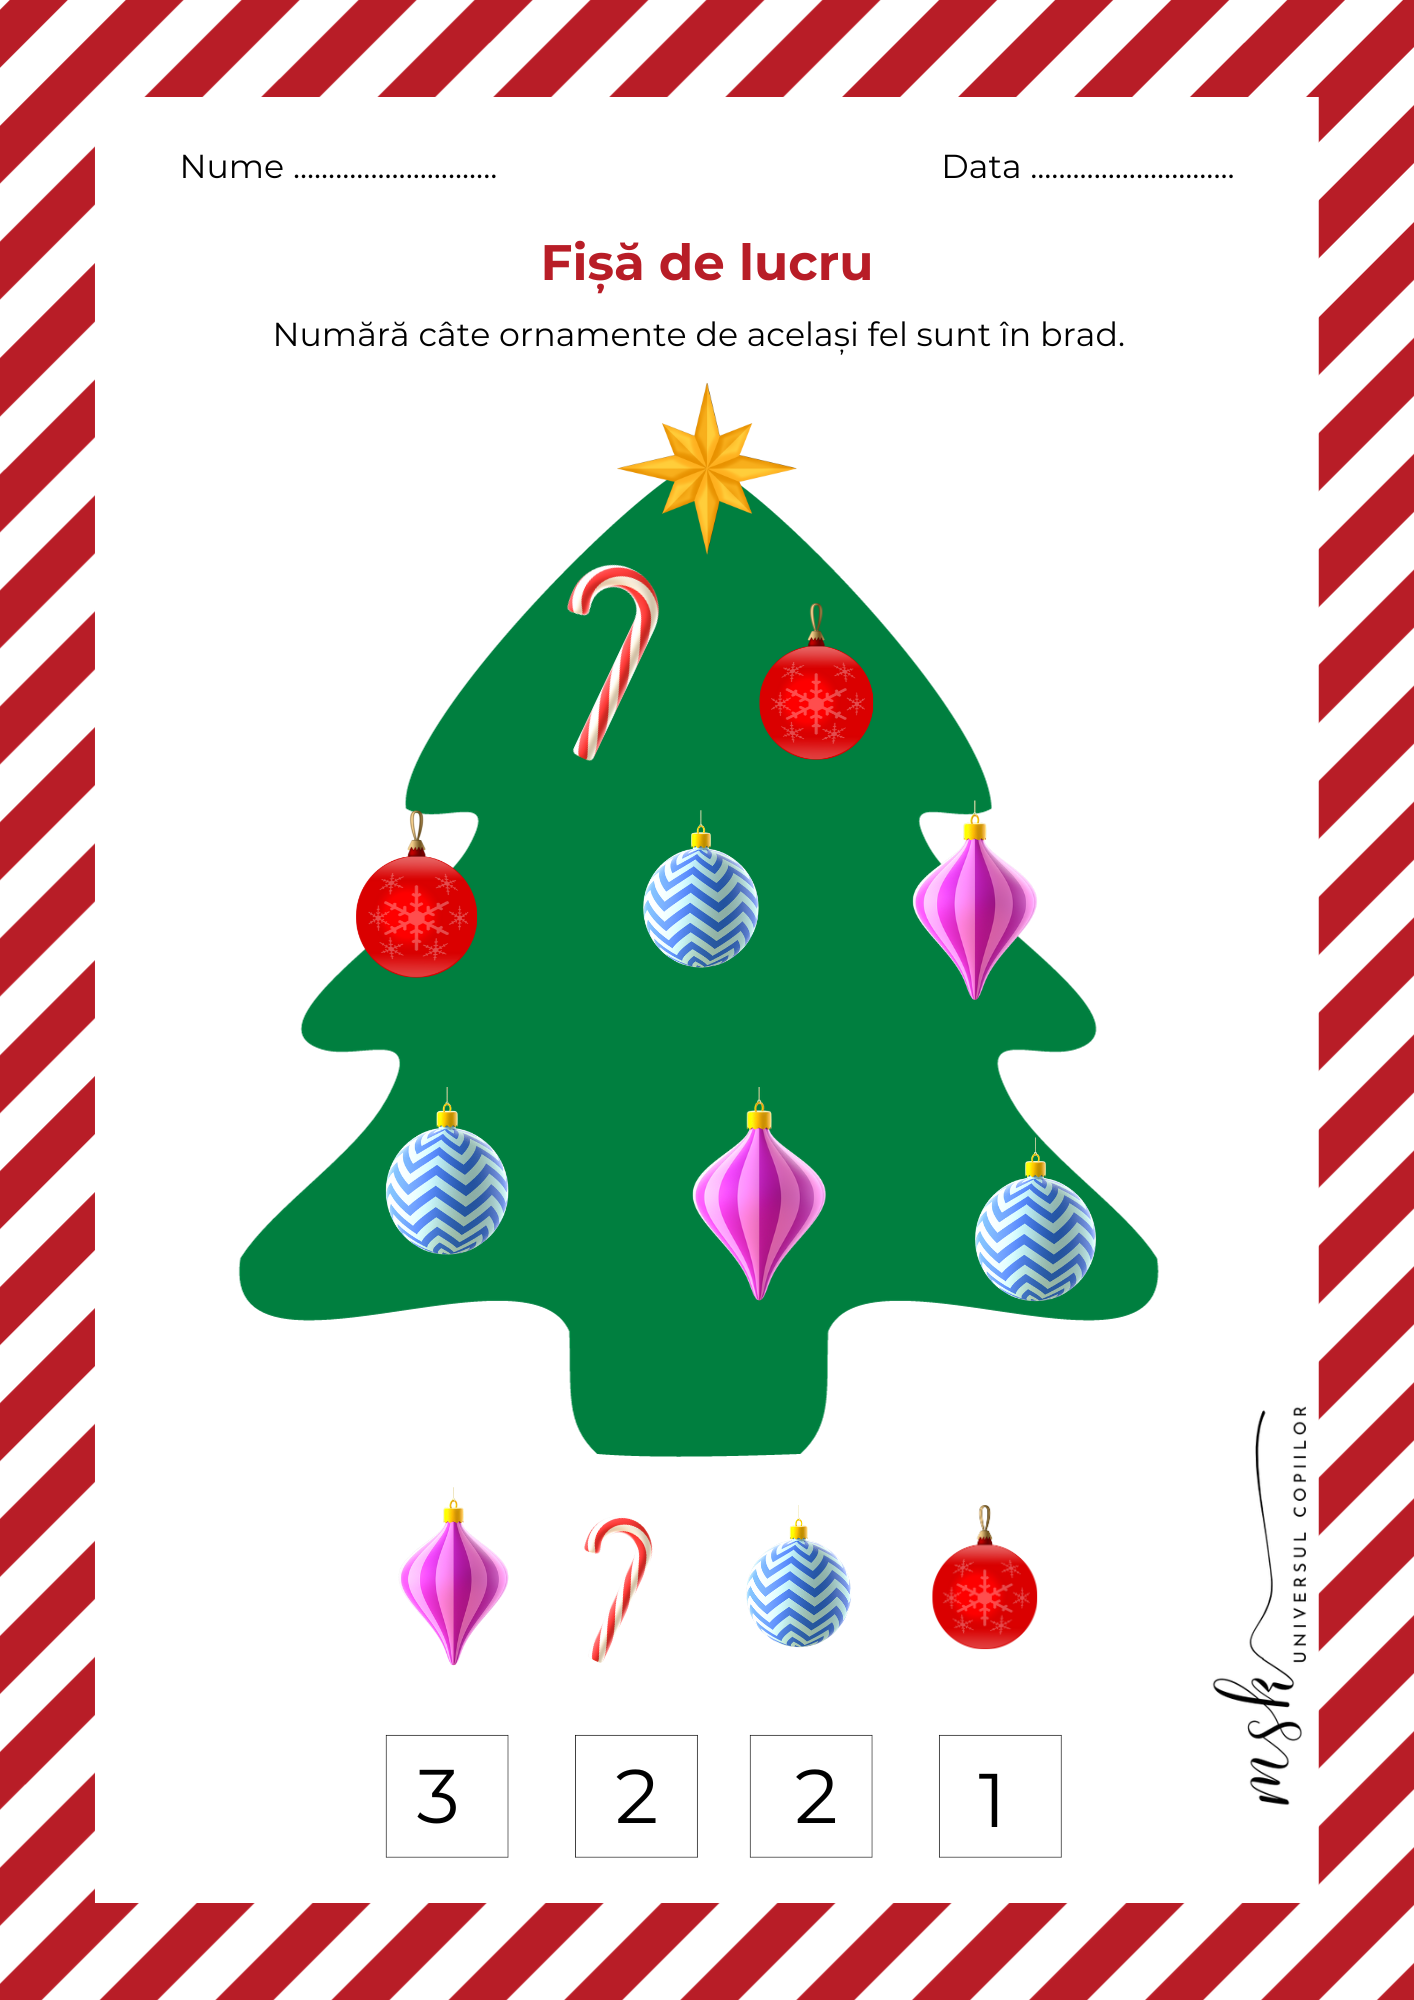 Nume ............................. Data .............................
Fișă de lucru
Numără câte ornamente de același fel sunt în brad.
3 2 2 1
msk
UNIVERSUL COPIILOR